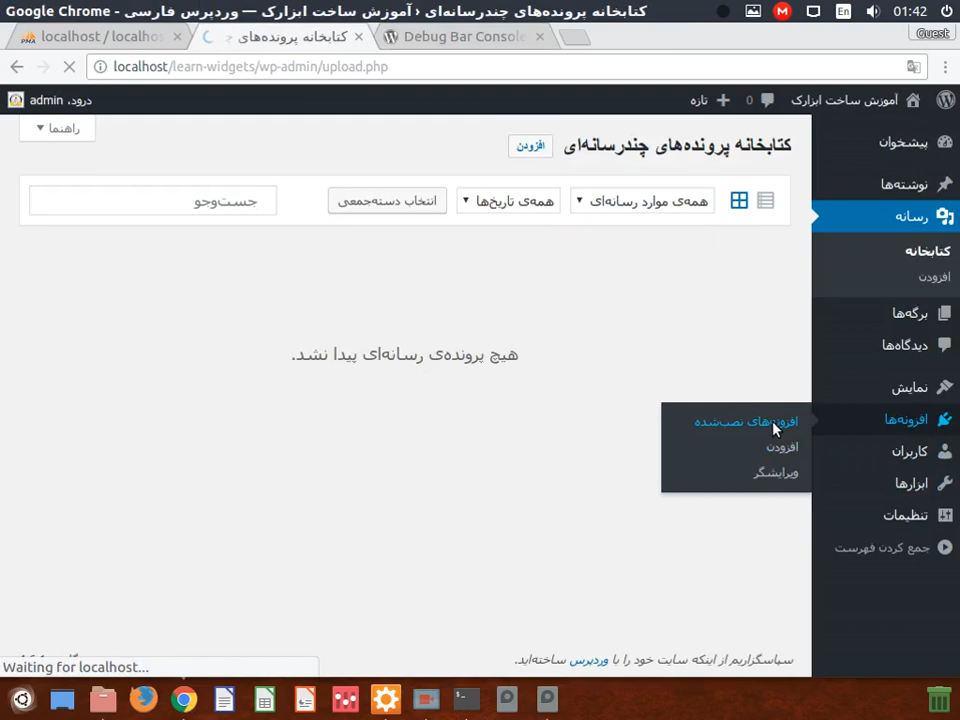 کتابخانه پرونده‌های چندرسانه‌ای ‹ آموزش ساخت ابزارک — وردپرس فارسی - Google Chrome
En
01:42
localhost / localhos
کتابخانه پرونده‌های چ
Debug Bar Console
Guest
localhost/learn-widgets/wp-admin/upload.php
آموزش ساخت ابزارک
0
تازه
درود، admin
راهنما
پیشخوان
نوشته‌ها
رسانه
کتابخانه
افزودن
برگه‌ها
دیدگاه‌ها
نمایش
افزونه‌ها
افزونه‌های نصب‌شده
افزودن
ویرایشگر
کاربران
ابزارها
تنظیمات
جمع کردن فهرست
کتابخانه پرونده‌های چندرسانه‌ای
افزودن
همه‌ی موارد رسانه‌ای
همه‌ی تاریخ‌ها
انتخاب دسته‌جمعی
جست‌وجو
هیچ پرونده‌ی رسانه‌ای پیدا نشد.
سپاسگزاریم از اینکه سایت خود را با وردپرس ساخته‌اید.
Waiting for localhost...